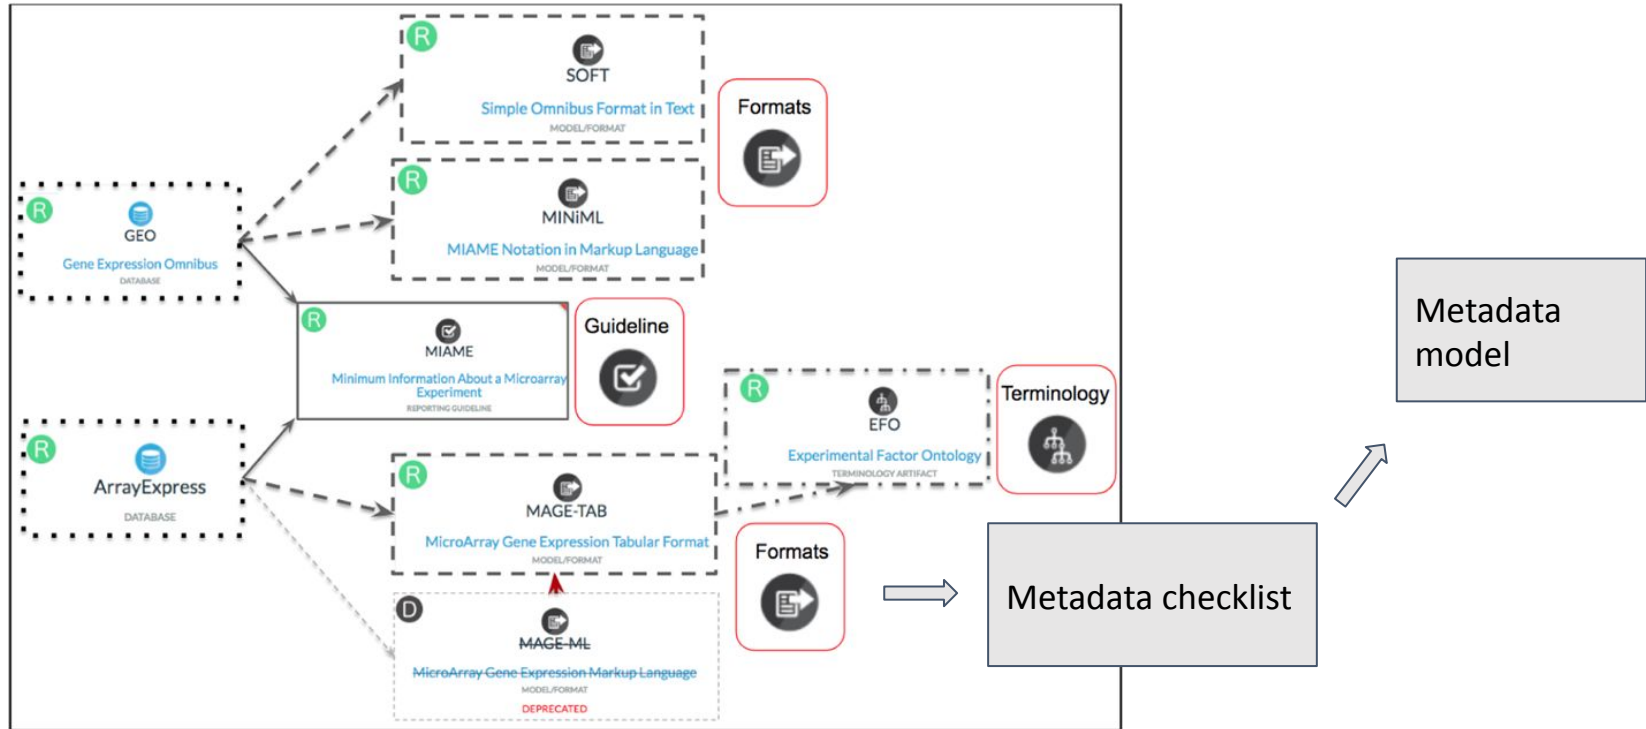 R
SOFT
Simple Omnibus Format in Text
MODEL/FORMAT
Formats
R
MINiML
MIAME Notation in Markup Language
MODEL/FORMAT
R
GEO
Gene Expression Omnibus
DATABASE
R
MIAME
Minimum Information About a Microarray
Experiment
REPORTING GUIDELINE
Guideline
R
ArrayExpress
DATABASE
R
MAGE-TAB
MicroArray Gene Expression Tabular Format
MODEL/FORMAT
R
EFO
Experimental Factor Ontology
TERMINOLOGY ARTIFACT
Terminology
Formats
D
MAGE-ML
MicroArray Gene Expression Markup Language
MODEL/FORMAT
DEPRECATED
Metadata checklist
Metadata
model